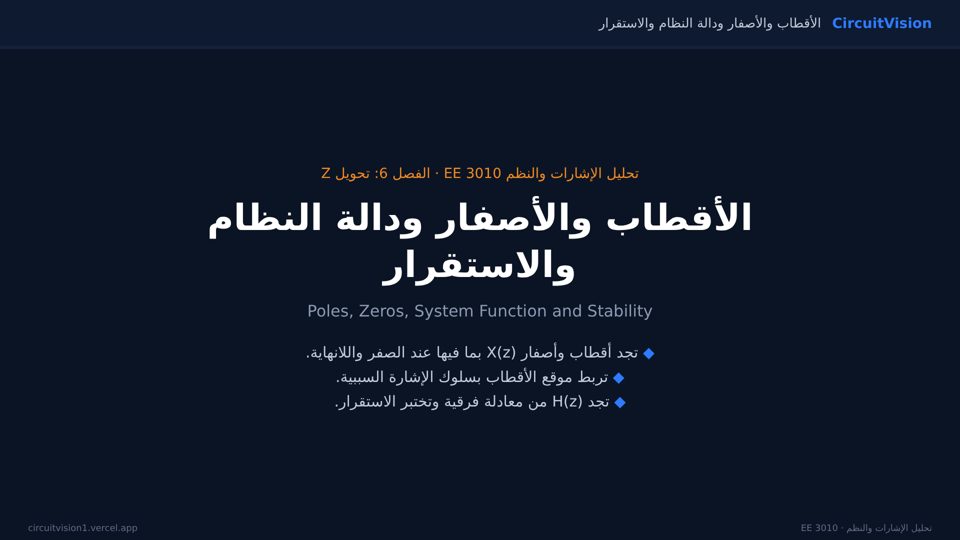 CircuitVision الأقطاب والأصفار ودالة النظام والاستقرار
تحليل الإشارات والنظم EE 3010 · الفصل 6: تحويل Z
الأقطاب والأصفار ودالة النظام
والاستقرار
Poles, Zeros, System Function and Stability
◆ تجد أقطاب وأصفار X(z) بما فيها عند الصفر واللانهاية.
◆ تربط موقع الأقطاب بسلوك الإشارة السببية.
◆ تجد H(z) من معادلة فرقية وتختبر الاستقرار.
تحليل الإشارات والنظم · EE 3010
circuitvision1.vercel.app